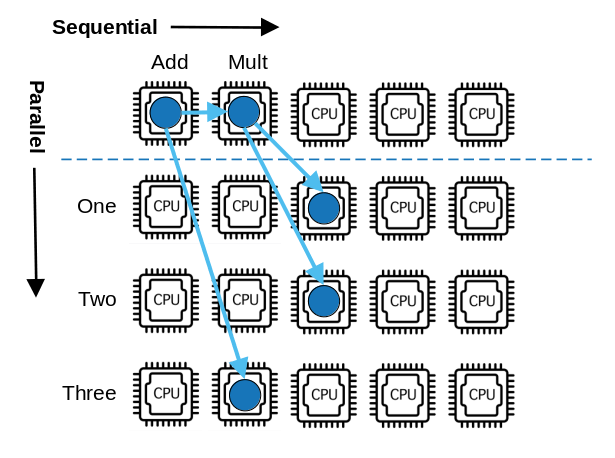 Sequential
Add Mult
Parallel
CPU CPU CPU
One CPU CPU CPU CPU
Two CPU CPU CPU CPU
Three CPU CPU CPU CPU